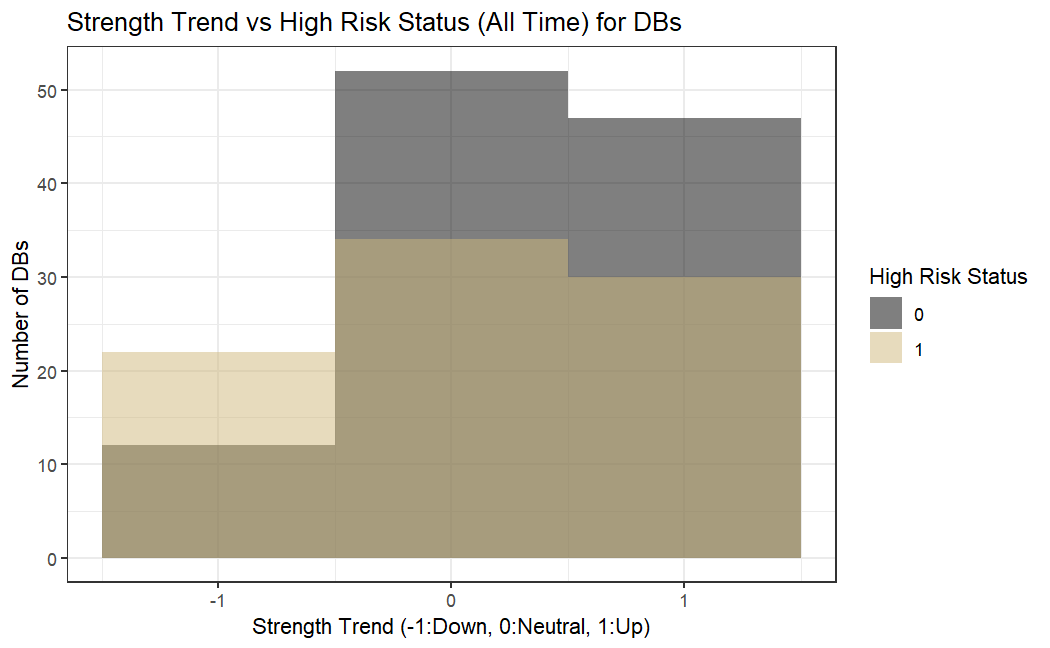 Strength Trend vs High Risk Status (All Time) for DBs
Number of DBs
50
40
30
20
10
0
-1
0
1
Strength Trend (-1:Down, 0:Neutral, 1:Up)
High Risk Status
0
1